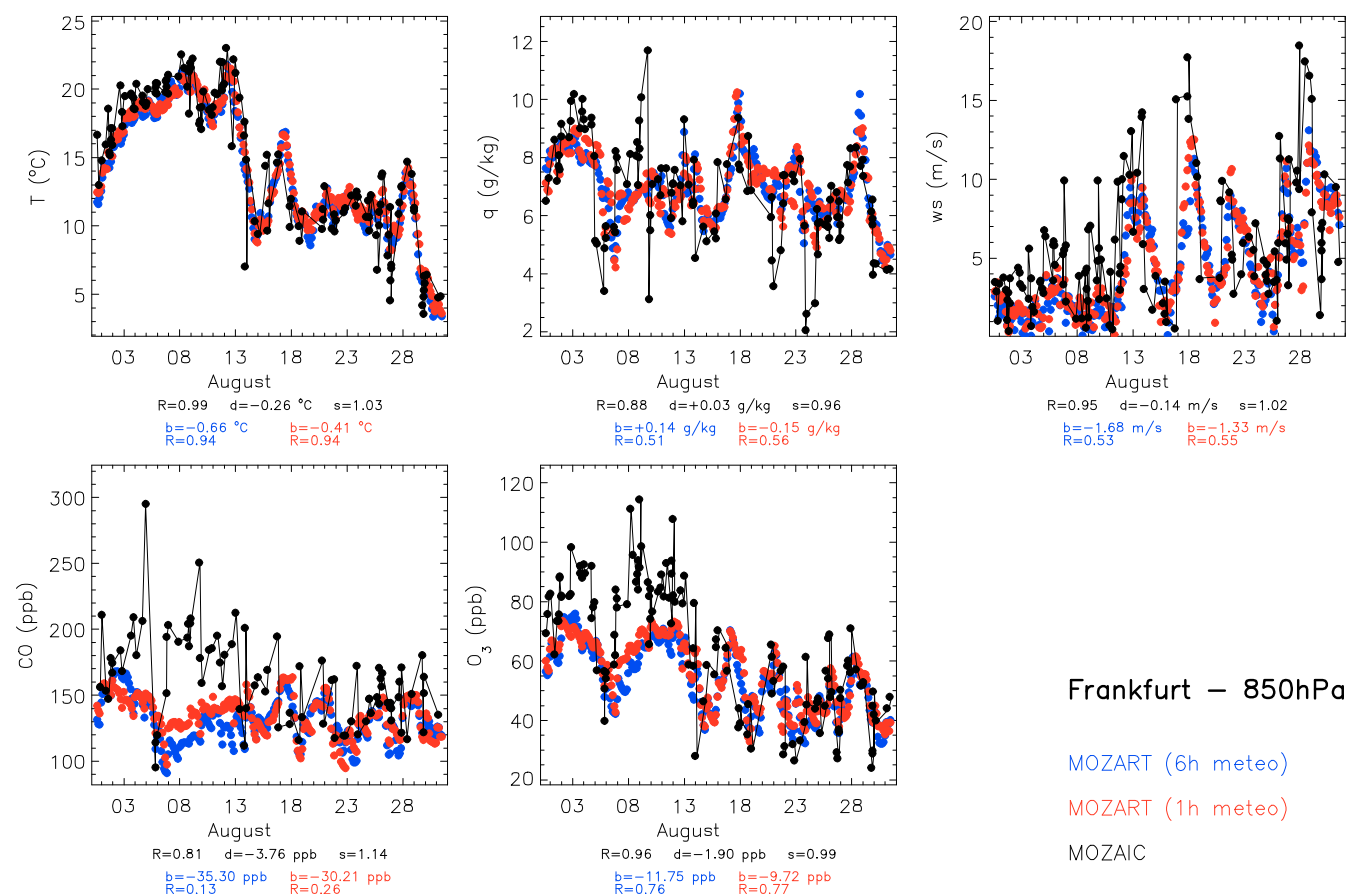 25
20
15
10
5
T (°C)
03 08 13 18 23 28
August
R=0.99 d=−0.26 °C s=1.03
b=−0.66 °C b=−0.41 °C
R=0.94 R=0.94
12
10
8
6
4
2
q (g/kg)
03 08 13 18 23 28
August
R=0.88 d=+0.03 g/kg s=0.96
b=+0.14 g/kg b=−0.15 g/kg
R=0.51 R=0.56
20
15
10
5
ws (m/s)
03 08 13 18 23 28
August
R=0.95 d=−0.14 m/s s=1.02
b=−1.68 m/s b=−1.33 m/s
R=0.53 R=0.55
300
250
200
150
100
CO (ppb)
03 08 13 18 23 28
August
R=0.81 d=−3.76 ppb s=1.14
b=−35.30 ppb b=−30.21 ppb
R=0.13 R=0.26
120
100
80
60
40
20
O3 (ppb)
03 08 13 18 23 28
August
R=0.96 d=−1.90 ppb s=0.99
b=−11.75 ppb b=−9.72 ppb
R=0.76 R=0.77
Frankfurt − 850hPa
MOZART (6h meteo)
MOZART (1h meteo)
MOZAIC